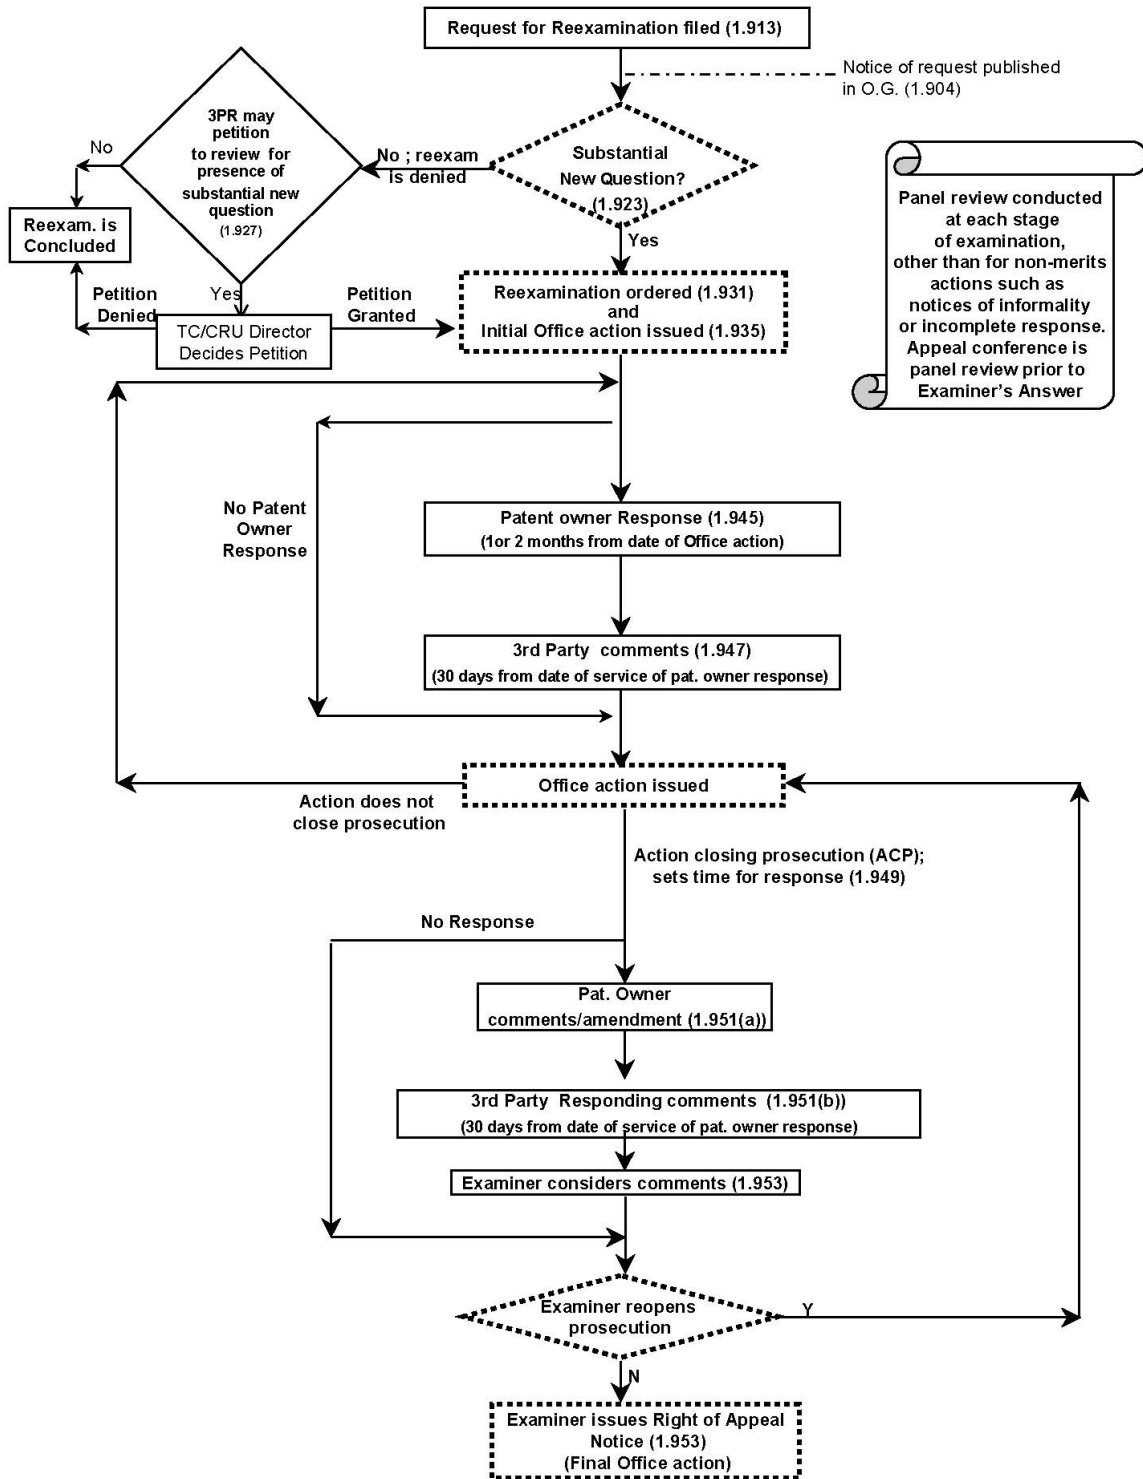 Request for Reexamination filed (1.913)
Notice of request published
in O.G. (1.904)
3PR may
petition
to review for
presence of
substantial new
question
(1.927)
No
No ; reexam
is denied
Substantial
New Question?
(1.923)
Yes
Reexam. is
Concluded
Petition
Denied
Yes
Petition
Granted
TC/CRU Director
Decides Petition
Reexamination ordered (1.931)
and
Initial Office action issued (1.935)
Panel review conducted
at each stage
of examination,
other than for non-merits
actions such as
notices of informality
or incomplete response.
Appeal conference is
panel review prior to
Examiner's Answer
No Patent
Owner
Response
Patent owner Response (1.945)
(1or 2 months from date of Office action)
3rd Party comments (1.947)
(30 days from date of service of pat. owner response)
Office action issued
Action does not
close prosecution
Action closing prosecution (ACP);
sets time for response (1.949)
No Response
Pat. Owner
comments/amendment (1.951(a))
3rd Party Responding comments (1.951(b))
(30 days from date of service of pat. owner response)
Examiner considers comments (1.953)
Examiner reopens
prosecution
Y
N
Examiner issues Right of Appeal
Notice (1.953)
(Final Office action)